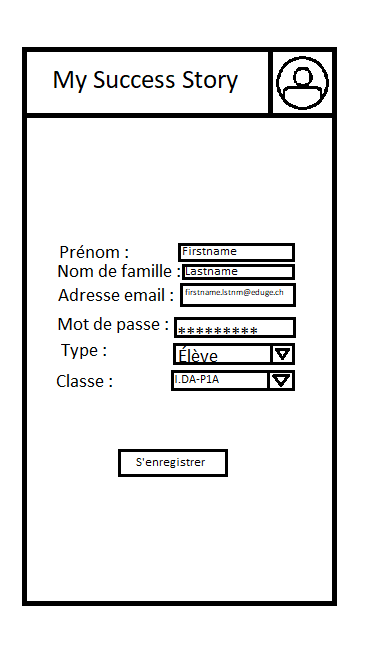 My Success Story
Prénom : Firstname
Nom de famille : Lastname
Adresse email : firstname.lstnm@eduge.ch
Mot de passe : *********
Type : Élève
Classe : I.DA-P1A
S'enregistrer